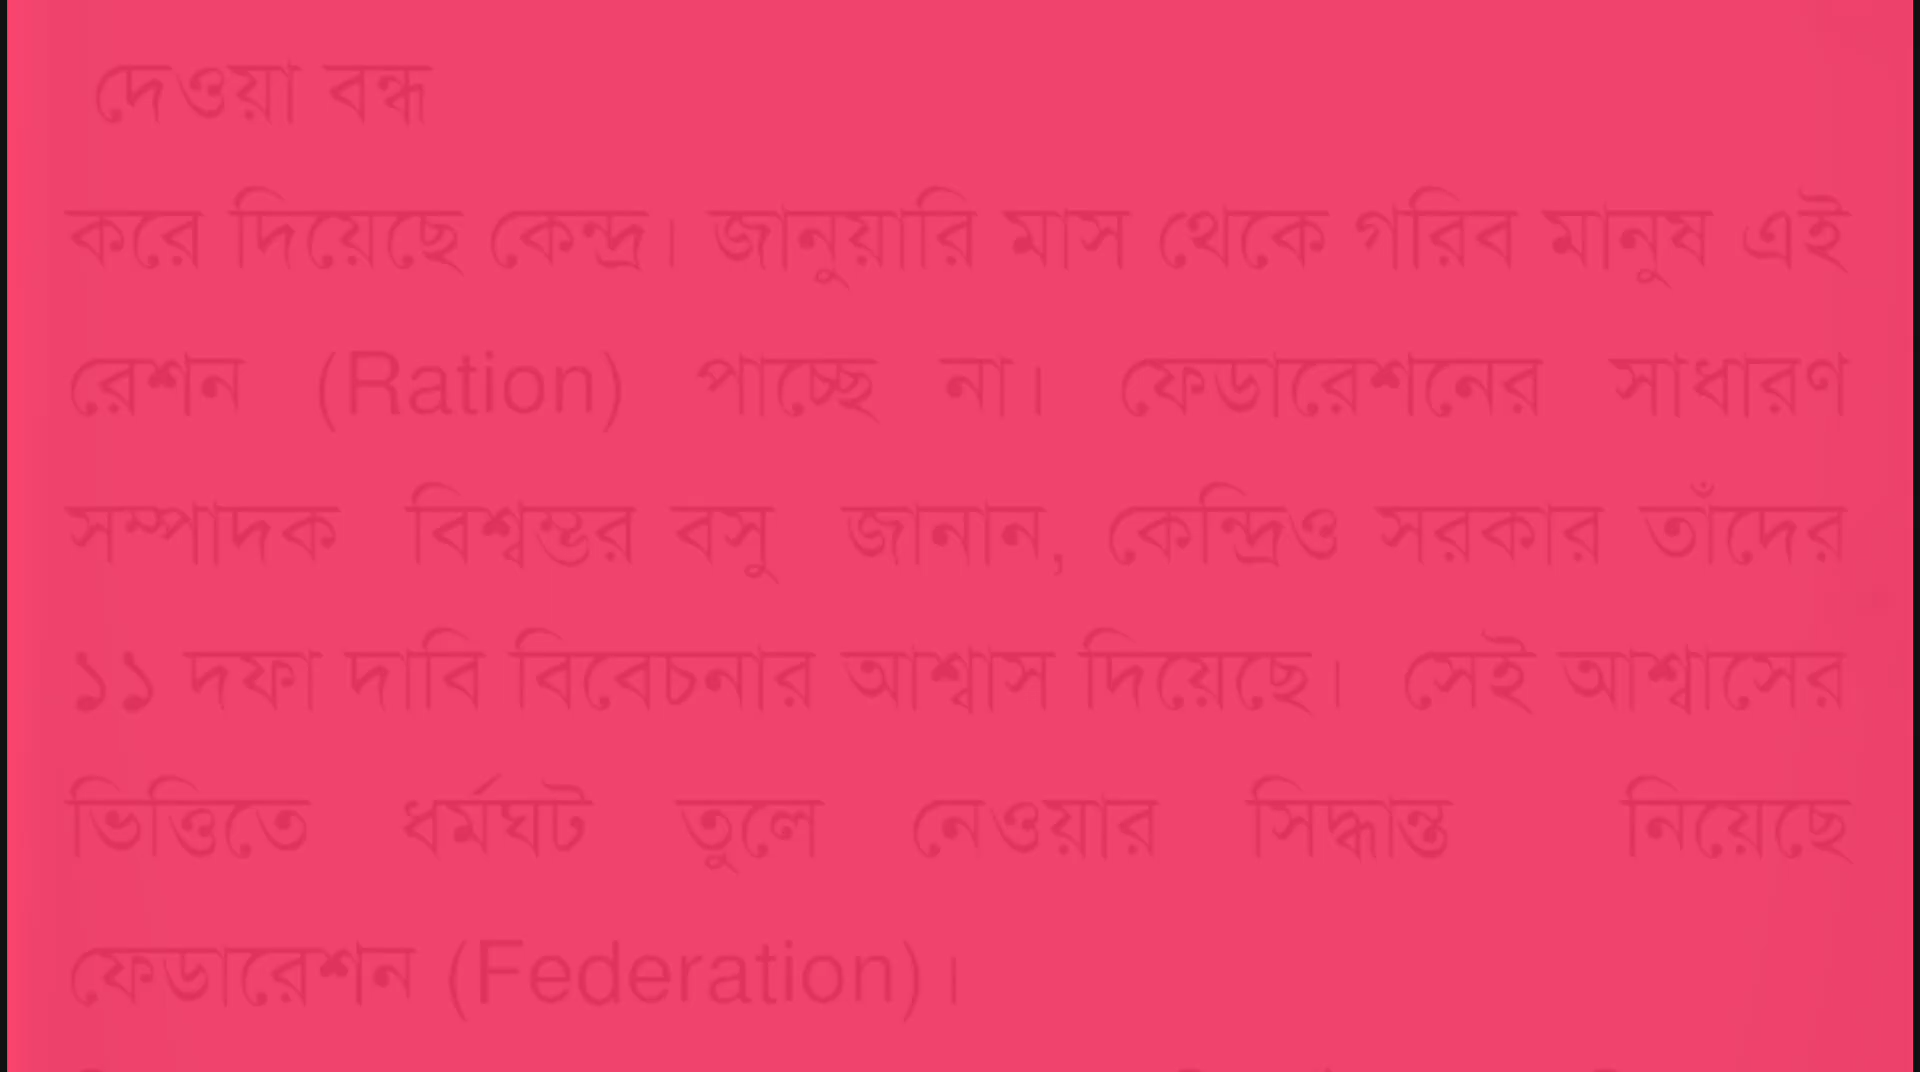 দেওয়া বন্ধ
করে দিয়েছে কেন্দ্র। জানুয়ারি মাস থেকে গরিব মানুষ এই
রেশন (Ration) পাচ্ছে না। ফেডারেশনের সাধারণ
সম্পাদক বিশ্বম্ভর বসু জানান, কেন্দ্রিও সরকার তাঁদের
১১ দফা দাবি বিবেচনার আশ্বাস দিয়েছে। সেই আশ্বাসের
ভিত্তিতে ধর্মঘট তুলে নেওয়ার সিদ্ধান্ত নিয়েছে
ফেডারেশন (Federation)।